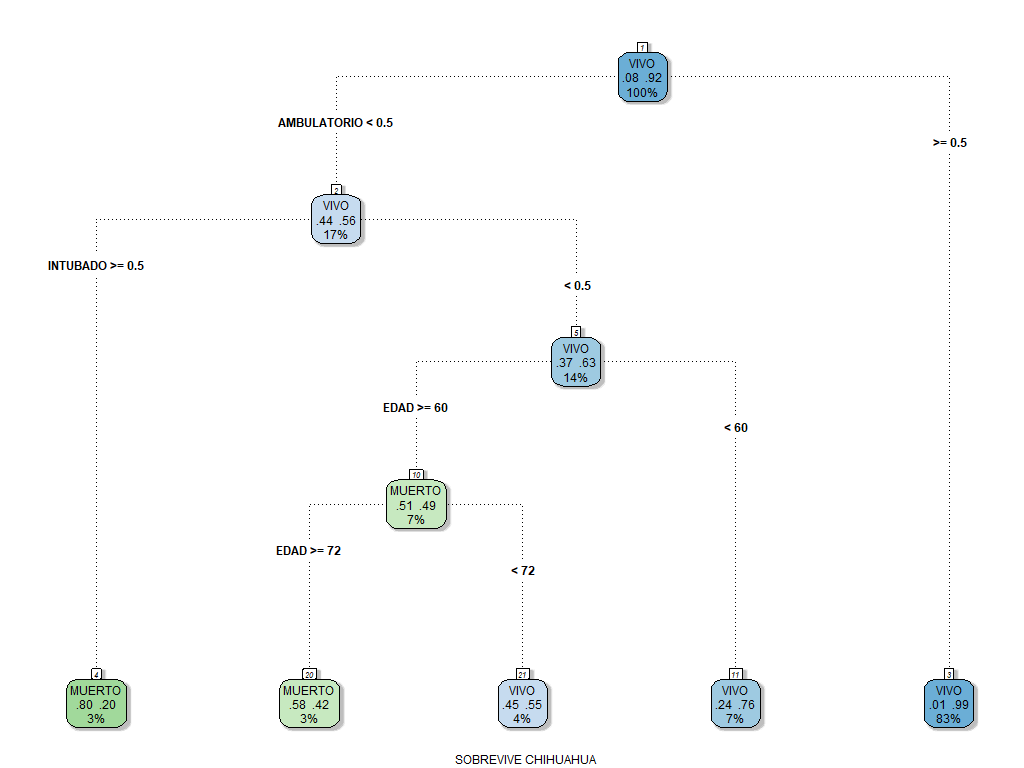 1
VIVO
.08 .92
100%
AMBULATORIO < 0.5
>= 0.5
2
VIVO
.44 .56
17%
INTUBADO >= 0.5
< 0.5
5
VIVO
.37 .63
14%
EDAD >= 60
< 60
10
MUERTO
.51 .49
7%
EDAD >= 72
< 72
4
MUERTO
.80 .20
3%
20
MUERTO
.58 .42
3%
21
VIVO
.45 .55
4%
11
VIVO
.24 .76
7%
3
VIVO
.01 .99
83%
SOBREVIVE CHIHUAHUA